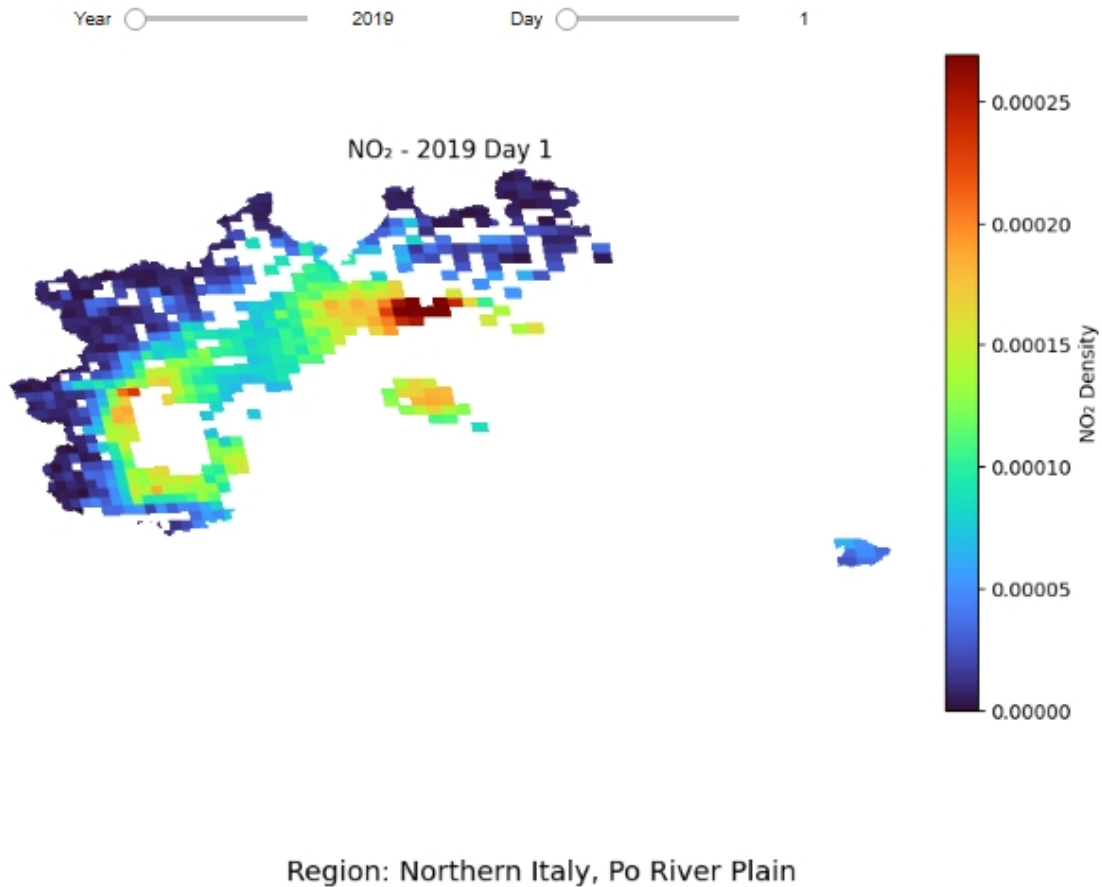 Year 2019 Day 1
NO₂ - 2019 Day 1
0.00025
0.00020
0.00015
0.00010
0.00005
0.00000
NO₂ Density
Region: Northern Italy, Po River Plain